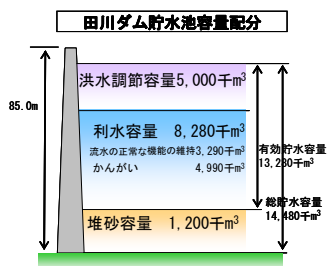 田川ダム貯水池容量配分
85.0m
洪水調節容量5,000千m³
利水容量 8,280千m³
流水の正常な機能の維持3,290千m³
かんがい 4,990千m³
有効貯水容量
13,280千m³
総貯水容量
14,480千m³
堆砂容量 1,200千m³